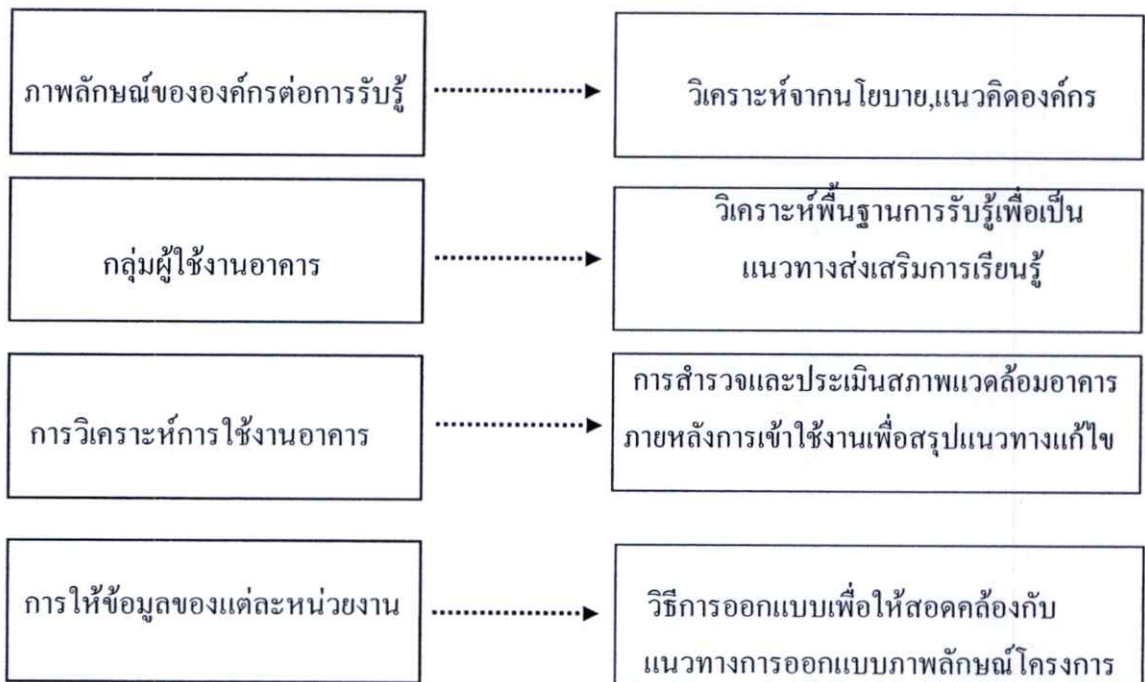 ภาพลักษณ์ขององค์กรต่อการรับรู้
วิเคราะห์จากนโยบาย,แนวคิดองค์กร
กลุ่มผู้ใช้งานอาคาร
วิเคราะห์พื้นฐานการรับรู้เพื่อเป็น
แนวทางส่งเสริมการเรียนรู้
การวิเคราะห์การใช้งานอาคาร
การสำรวจและประเมินสภาพแวดล้อมอาคาร
ภายหลังการเข้าใช้งานเพื่อสรุปแนวทางแก้ไข
การให้ข้อมูลของแต่ละหน่วยงาน
วิธีการออกแบบเพื่อให้สอดคล้องกับ
แนวทางการออกแบบภาพลักษณ์โครงการ